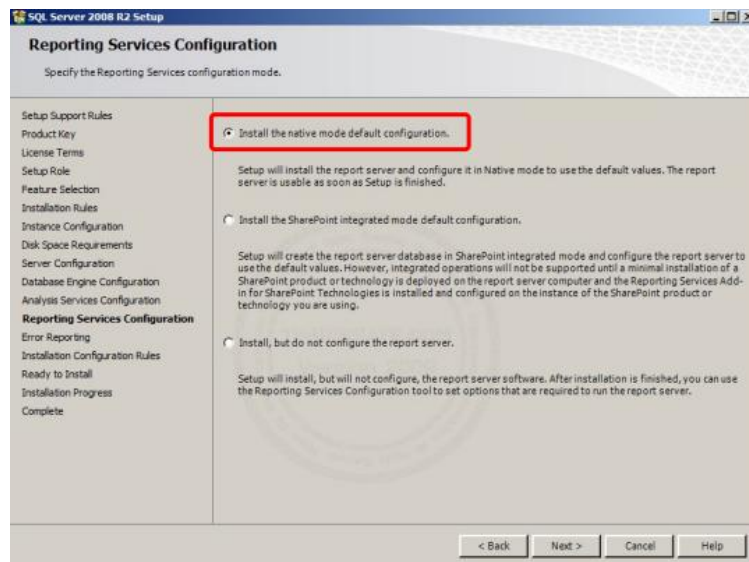 SQL Server 2008 R2 Setup
Reporting Services Configuration
Specify the Reporting Services configuration mode.
Setup Support Rules
Product Key
License Terms
Setup Role
Feature Selection
Installation Rules
Instance Configuration
Disk Space Requirements
Server Configuration
Database Engine Configuration
Analysis Services Configuration
Reporting Services Configuration
Error Reporting
Installation Configuration Rules
Ready to Install
Installation Progress
Complete
Install the native mode default configuration.
Setup will install the report server and configure it in Native mode to use the default values. The report
server is usable as soon as Setup is finished.
Install the SharePoint integrated mode default configuration.
Setup will create the report server database in SharePoint integrated mode and configure the report server to
use the default values. However, integrated operations will not be supported until a minimal installation of a
SharePoint product or technology is deployed on the report server computer and the Reporting Services Add-
in for SharePoint Technologies is installed and configured on the instance of the SharePoint product or
technology you are using.
Install, but do not configure the report server.
Setup will install, but will not configure, the report server software. After installation is finished, you can use
the Reporting Services Configuration tool to set options that are required to run the report server.
< Back
Next >
Cancel
Help